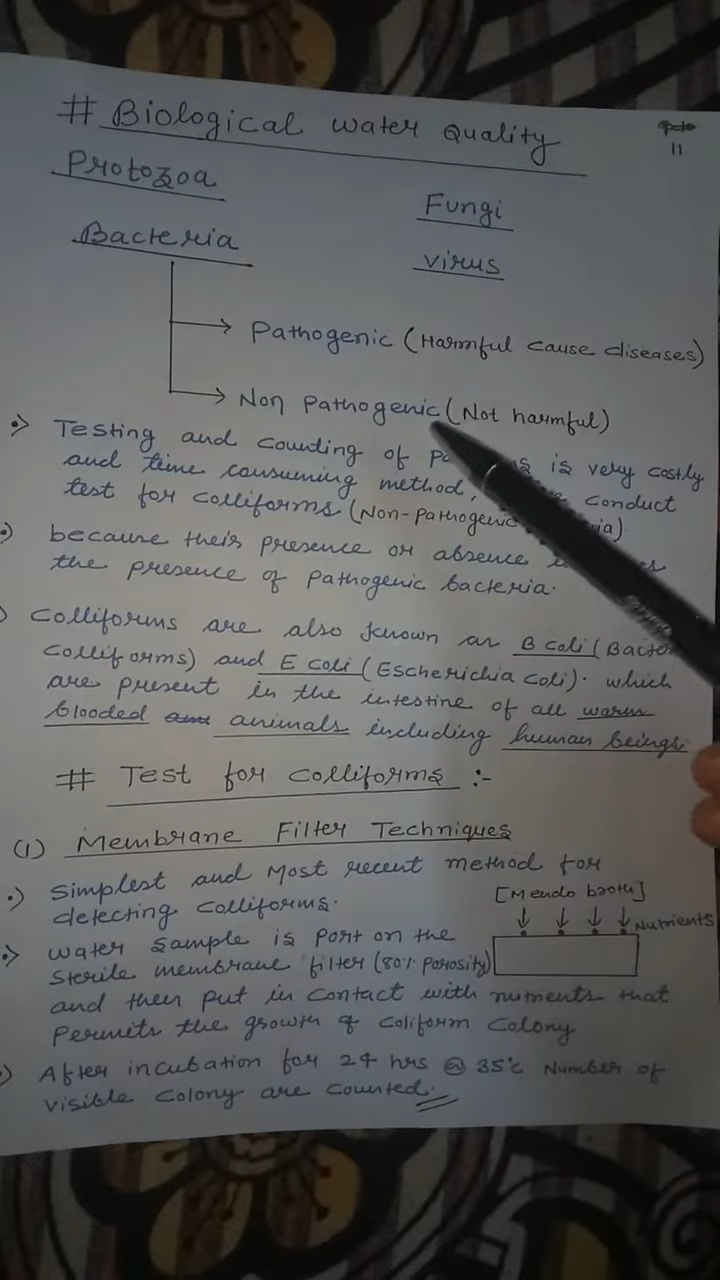 # Biological water Quality
11
Protozoa
Fungi
Bacteria
virus
Pathogenic (Harmful cause diseases)
Non pathogenic (Not harmful)
Testing and counting of is very costly
and time consuming method, conduct
test for colliforms (Non-pathogenic
because their presence or absence
the presence of pathogenic bacteria.
Colliforms are also known as B coli (Bacter
colliforms) and E coli (Escherichia coli). which
are present in the intestine of all warm
blooded animals including human beings
# Test for colliforms :-
(1) Membrane Filter Techniques
Simplest and Most recent method for
detecting colliforms.
[Mendo broth]
Nutrients
water sample is Port on the
sterile membrane filter (80% Porosity)
and then put in contact with nutrients that
Permits the growth of coliform colony
After incubation for 24 hrs @ 35°c Number of
visible colony are counted.